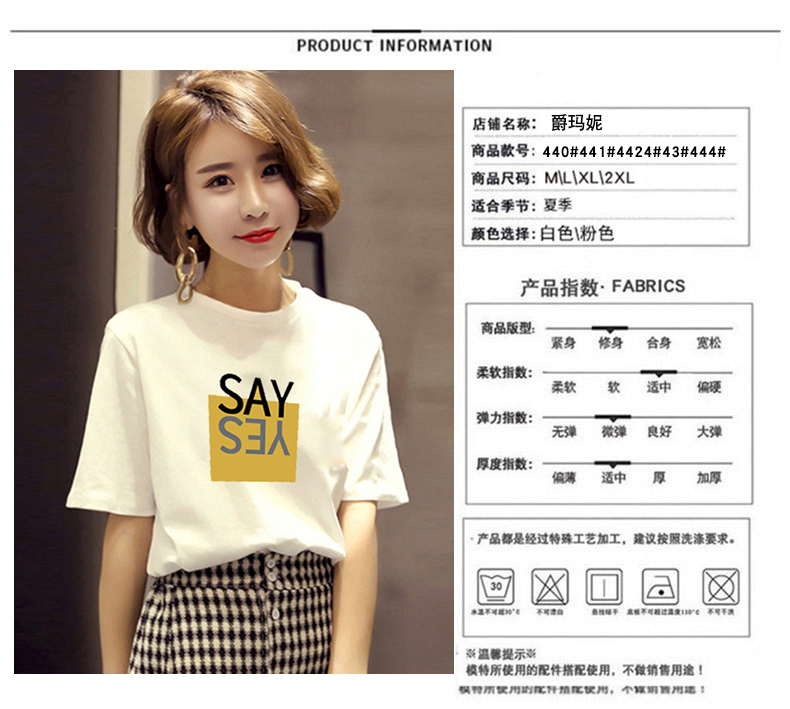 PRODUCT INFORMATION
店铺名称： 爵玛妮
商品款号：440#441#4424#43#444#
商品尺码：M\L\XL\2XL
适合季节：夏季
颜色选择：白色\粉色
SAY
YES
产品指数· FABRICS
商品版型：
紧身 修身 合身 宽松
柔软指数：
柔软 软 适中 偏硬
弹力指数：
无弹 微弹 良好 大弹
厚度指数：
偏薄 适中 厚 加厚
·产品都是经过特殊工艺加工，建议按照洗涤要求。
30
水温不可超30°C 不可漂白 悬挂晾干 底板不可超过温度110°C 不可干洗
※温馨提示※
模特所使用的配件搭配使用，不做销售用途！
模特所使用的配件搭配使用，不做销售用途！